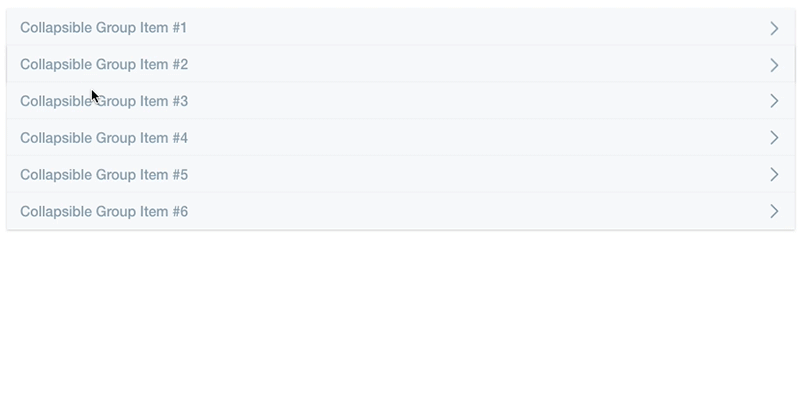 Collapsible Group Item #1
Collapsible Group Item #2
Collapsible Group Item #3
Collapsible Group Item #4
Collapsible Group Item #5
Collapsible Group Item #6